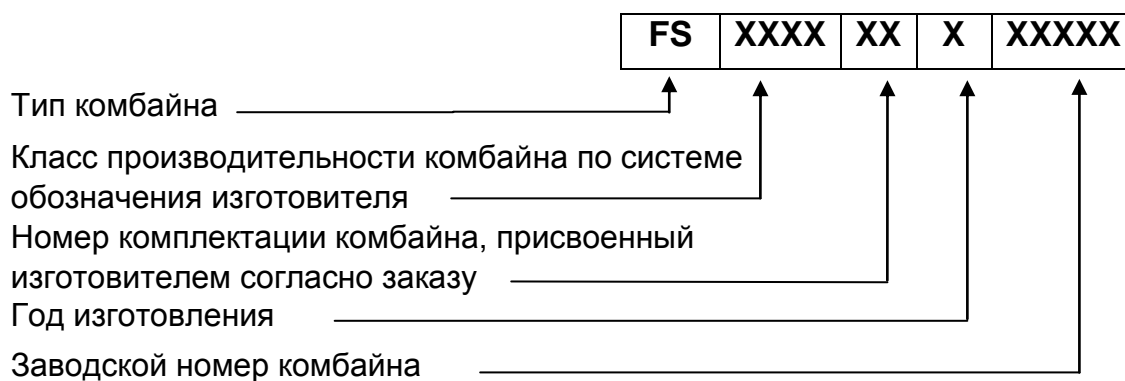 FS XXXX XX X XXXXX
Тип комбайна
Класс производительности комбайна по системе
обозначения изготовителя
Номер комплектации комбайна, присвоенный
изготовителем согласно заказу
Год изготовления
Заводской номер комбайна